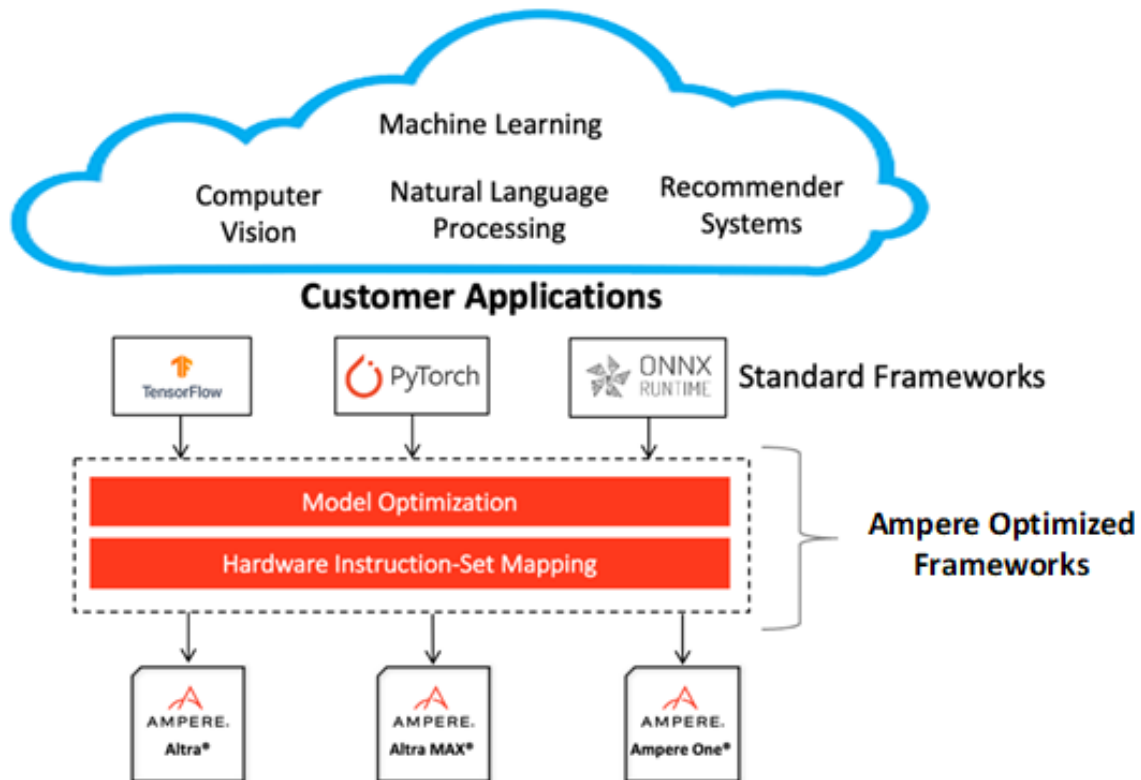 Machine Learning
Computer
Vision
Natural Language
Processing
Recommender
Systems
Customer Applications
TensorFlow
PyTorch
ONNX
RUNTIME
Standard Frameworks
Model Optimization
Hardware Instruction-Set Mapping
Ampere Optimized
Frameworks
AMPERE.
Altra®
AMPERE.
Altra MAX®
AMPERE.
Ampere One®